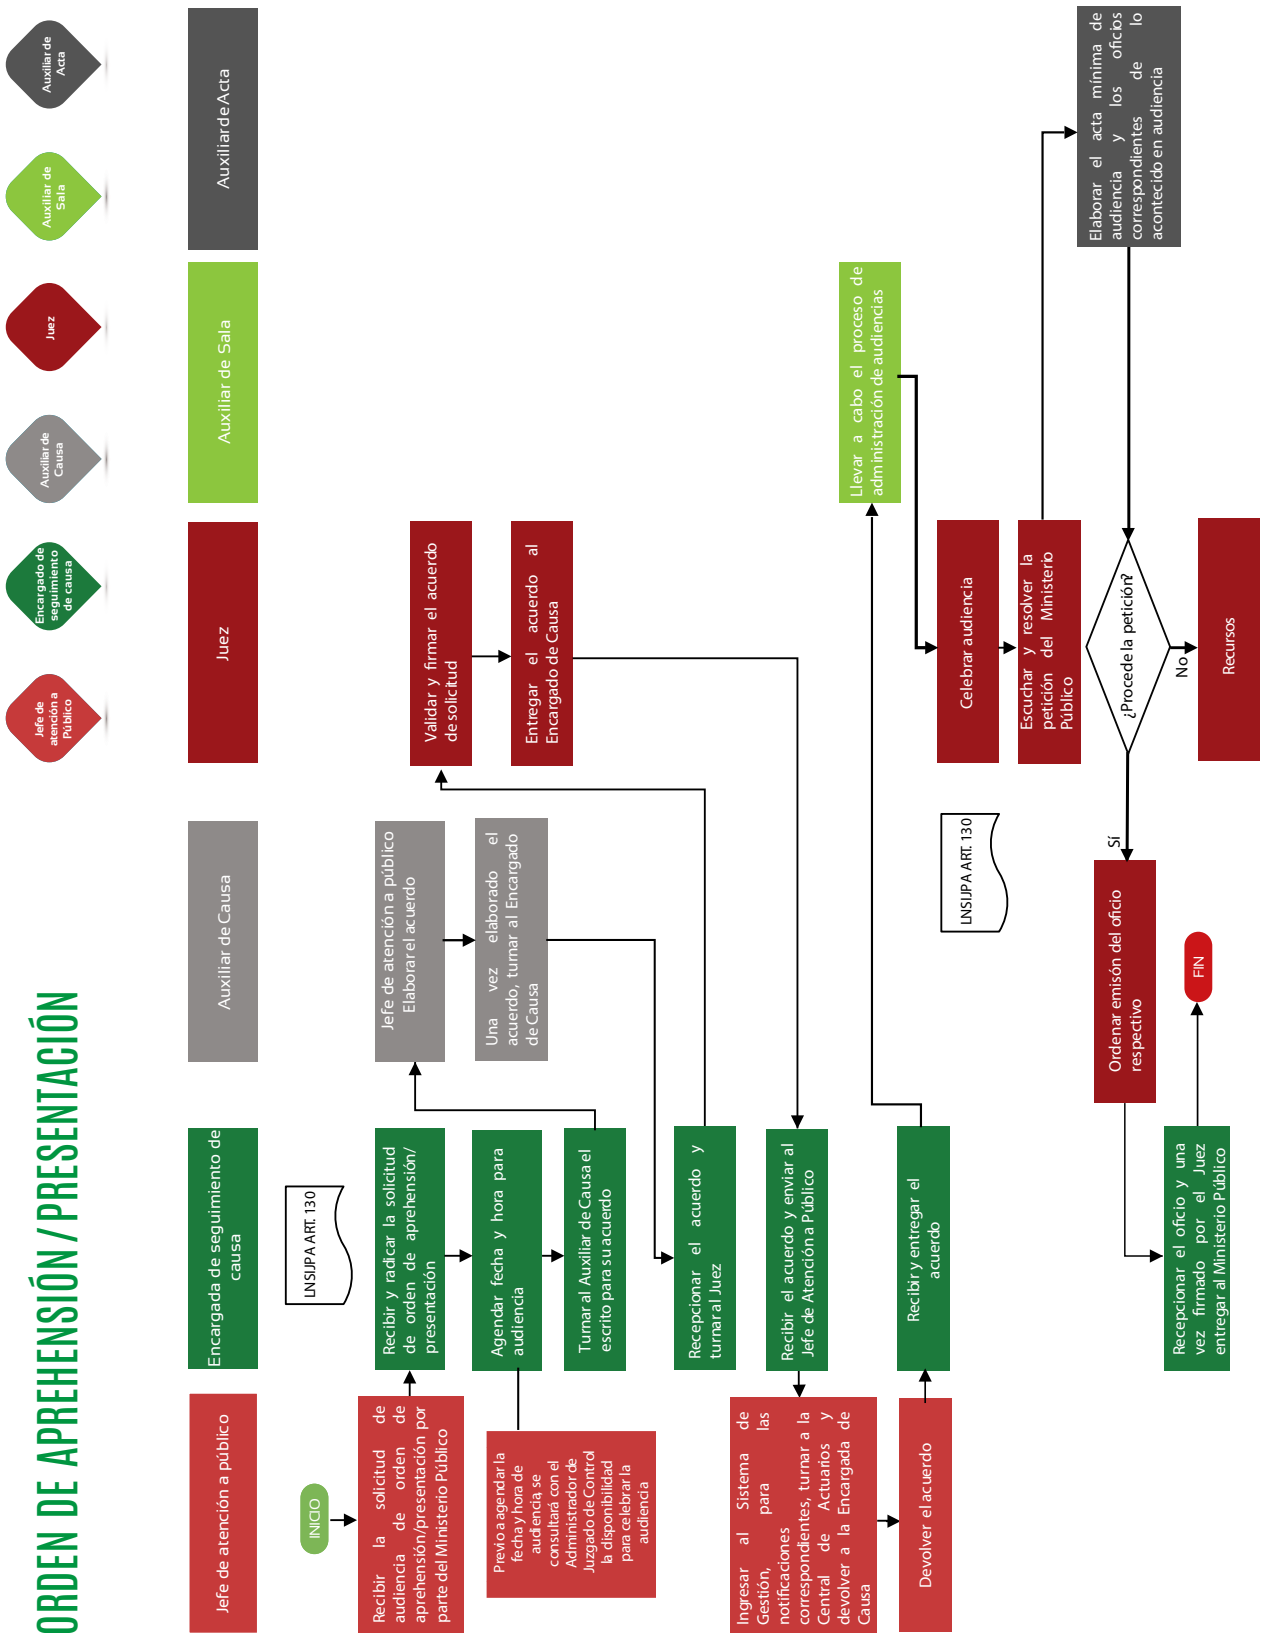 ORDEN DE APREHENSIÓN / PRESENTACIÓN
Jefe de
atención a
Público
Encargado de
seguimiento
de causa
Auxiliar de
Causa
Juez
Auxiliar de
Sala
Auxiliar de
Acta
Jefe de atención a público
Encargada de seguimiento de
causa
Auxiliar de Causa
Juez
Auxiliar de Sala
Auxiliar de Acta
INICIO
LNSIJPA ART. 130
Recibir la solicitud de
audiencia de orden de
aprehensión/presentación por
parte del Ministerio Público
Recibir y radicar la solicitud
de orden de aprehensión/
presentación
Jefe de atención a público
Elaborar el acuerdo
Validar y firmar el acuerdo
de solicitud
Previo a agendar la
fecha y hora de
audiencia, se
consultará con el
Administrador de
Juzgado de Control
la disponibilidad
para celebrar la
audiencia
Agendar fecha y hora para
audiencia
Una vez elaborado el
acuerdo, turnar al Encargado
de Causa
Entregar el acuerdo al
Encargado de Causa
Turnar al Auxiliar de Causa el
escrito para su acuerdo
Recepcionar el acuerdo y
turnar al Juez
Ingresar al Sistema de
Gestión, para las
notificaciones
correspondientes, turnar a la
Central de Actuarios y
devolver a la Encargada de
Causa
Recibir el acuerdo y enviar al
Jefe de Atención a Público
Llevar a cabo el proceso de
administración de audiencias
Devolver el acuerdo
Recibir y entregar el
acuerdo
LNSIJPA ART. 130
Celebrar audiencia
Escuchar y resolver la
petición del Ministerio
Público
Elaborar el acta mínima de
audiencia y los oficios
correspondientes de lo
acontecido en audiencia
¿Procede la petición?
Sí
No
Ordenar emisón del oficio
respectivo
Recursos
Recepcionar el oficio y una
vez firmado por el Juez
entregar al Ministerio Público
FIN